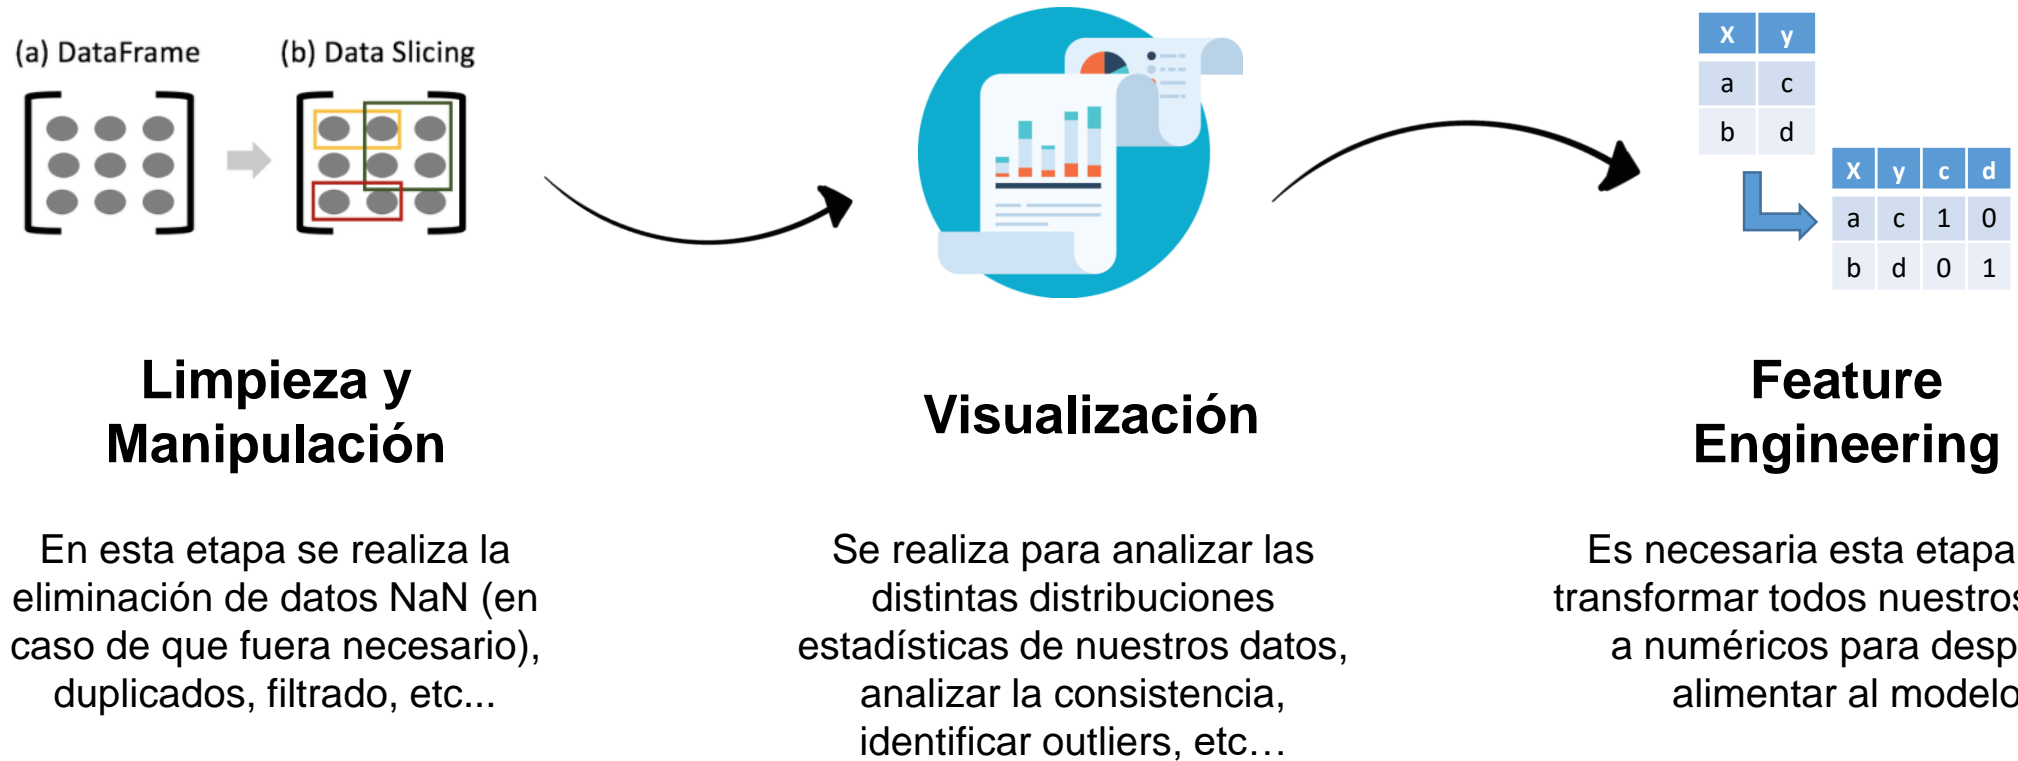 (a) DataFrame
(b) Data Slicing
X y
a c
b d
X y c d
a c 1 0
b d 0 1
Limpieza y
Manipulación
En esta etapa se realiza la
eliminación de datos NaN (en
caso de que fuera necesario),
duplicados, filtrado, etc...
Visualización
Se realiza para analizar las
distintas distribuciones
estadísticas de nuestros datos,
analizar la consistencia,
identificar outliers, etc…
Feature
Engineering
Es necesaria esta etapa
transformar todos nuestros
a numéricos para desp
alimentar al modelo